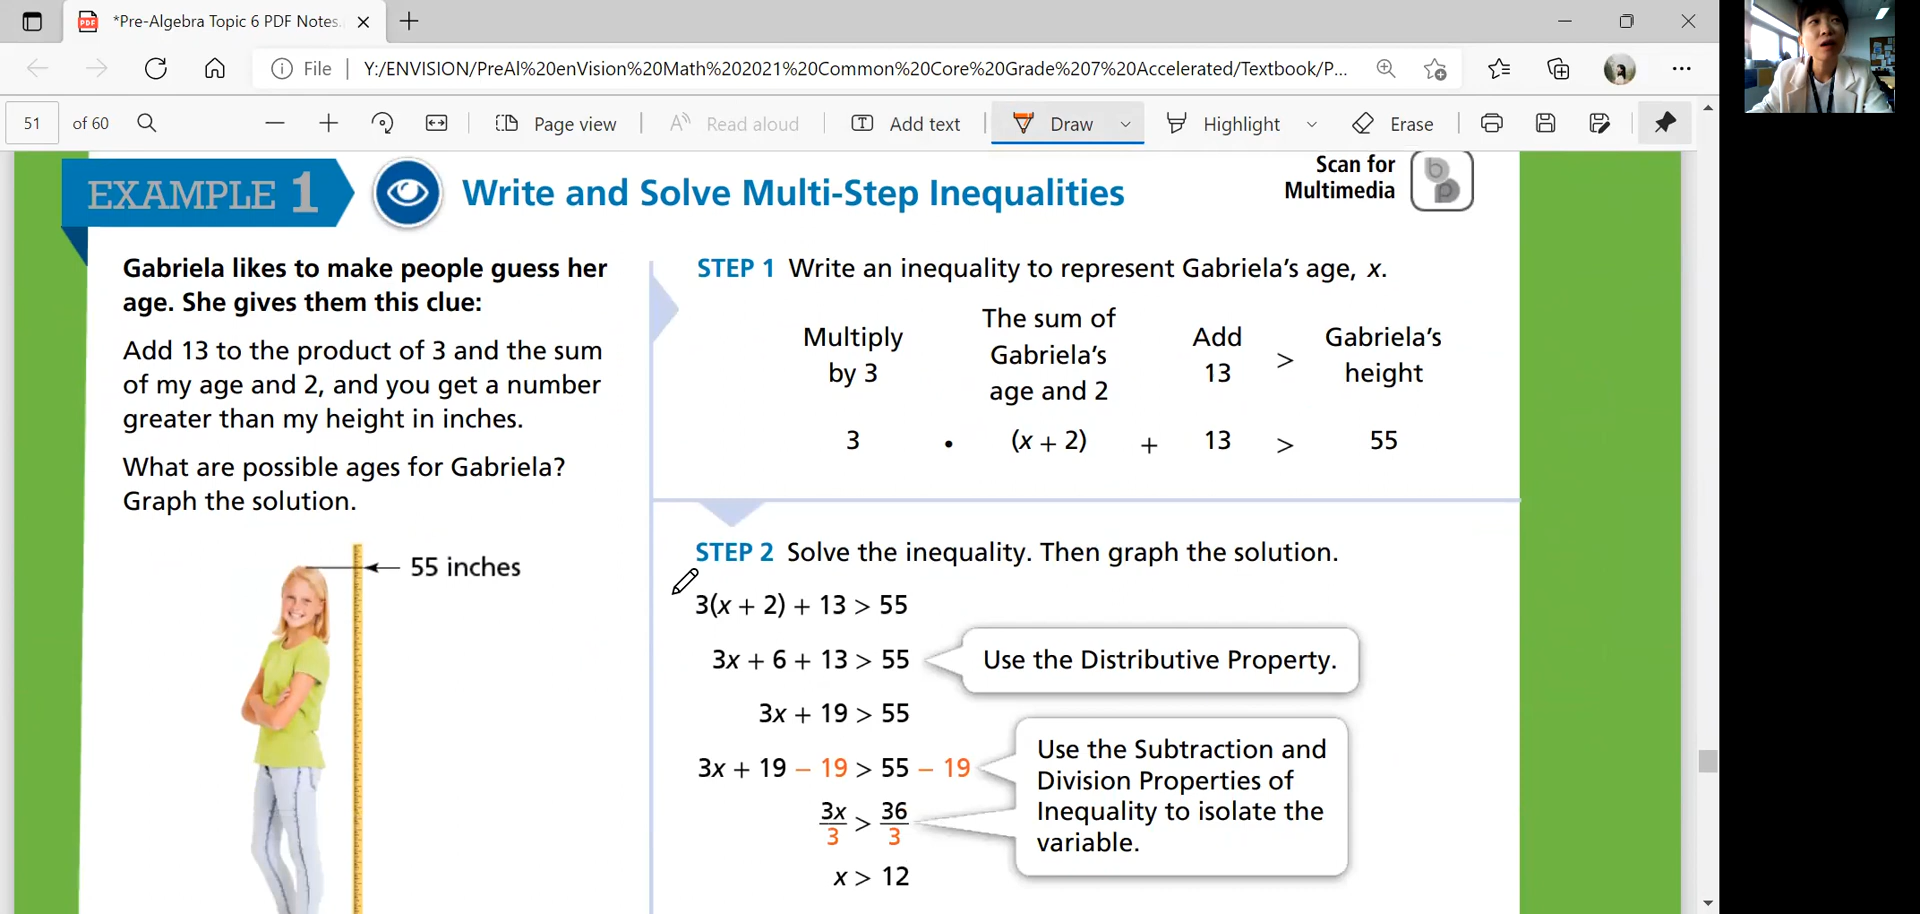 *Pre-Algebra Topic 6 PDF Notes.
File
Y:/ENVISION/PreAl%20enVision%20Math%202021%20Common%20Core%20Grade%207%20Accelerated/Textbook/P...
51 of 60
Page view
Read aloud
Add text
Draw
Highlight
Erase
EXAMPLE 1
Write and Solve Multi-Step Inequalities
Scan for
Multimedia
Gabriela likes to make people guess her
age. She gives them this clue:
Add 13 to the product of 3 and the sum
of my age and 2, and you get a number
greater than my height in inches.
What are possible ages for Gabriela?
Graph the solution.
55 inches
STEP 1 Write an inequality to represent Gabriela's age, x.
Multiply
by 3
The sum of
Gabriela's
age and 2
Add
13
>
Gabriela's
height
3 • (x + 2) + 13 > 55
STEP 2 Solve the inequality. Then graph the solution.
3(x + 2) + 13 > 55
3x + 6 + 13 > 55
Use the Distributive Property.
3x + 19 > 55
3x + 19 − 19 > 55 − 19
3x/3 > 36/3
x > 12
Use the Subtraction and
Division Properties of
Inequality to isolate the
variable.